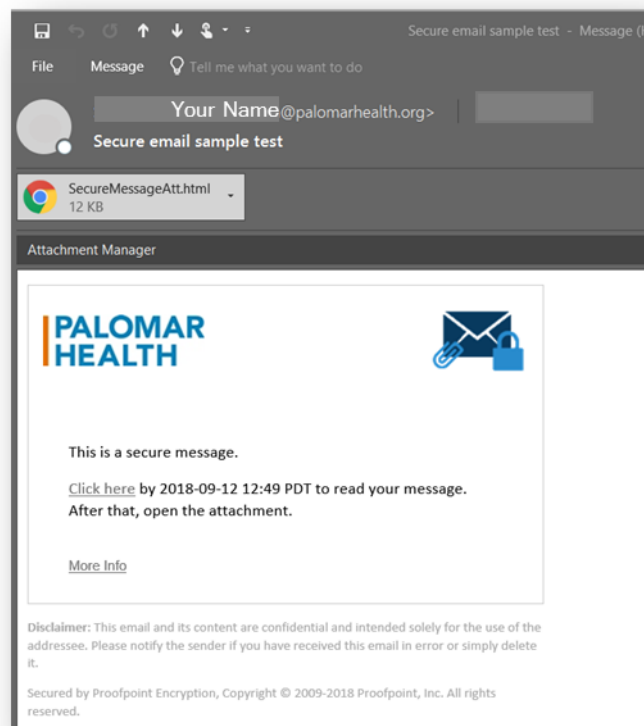 Secure email sample test - Message (
File Message Tell me what you want to do
Your Name@palomarhealth.org>
Secure email sample test
SecureMessageAtt.html
12 KB
Attachment Manager
PALOMAR
HEALTH
This is a secure message.
Click here by 2018-09-12 12:49 PDT to read your message.
After that, open the attachment.
More Info
Disclaimer: This email and its content are confidential and intended solely for the use of the
addressee. Please notify the sender if you have received this email in error or simply delete
it.
Secured by Proofpoint Encryption, Copyright © 2009-2018 Proofpoint, Inc. All rights
reserved.